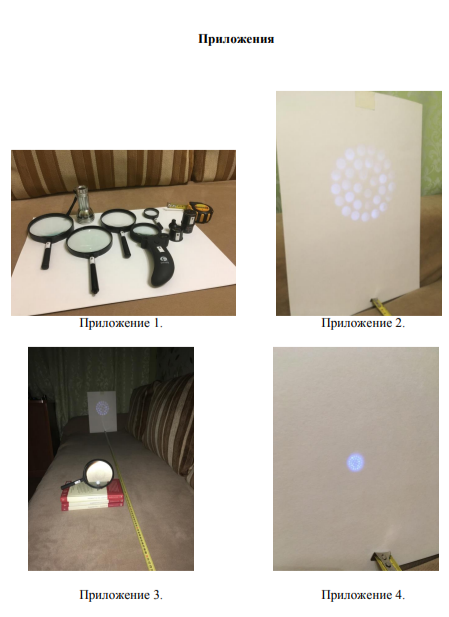 Приложения
Приложение 1.
Приложение 2.
Приложение 3.
Приложение 4.